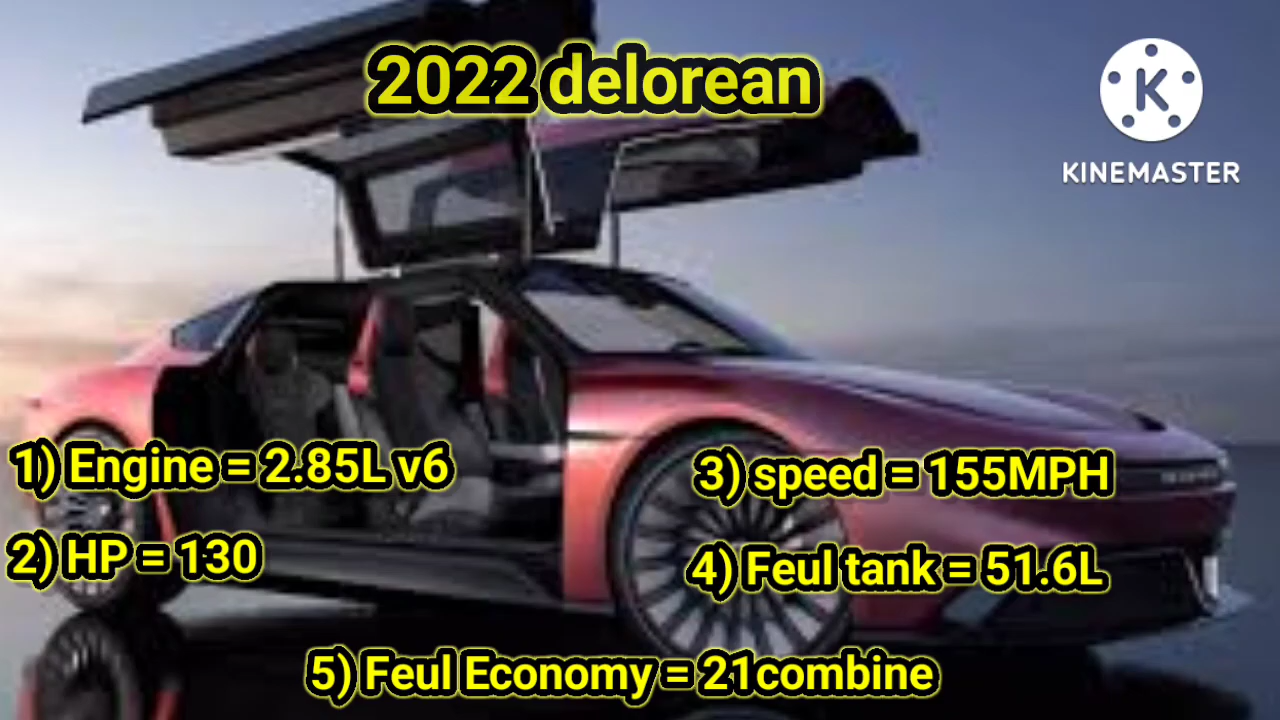 2022 delorean
K
KINEMASTER
1) Engine = 2.85L v6
3) speed = 155MPH
2) HP = 130
4) Feul tank = 51.6L
5) Feul Economy = 21combine